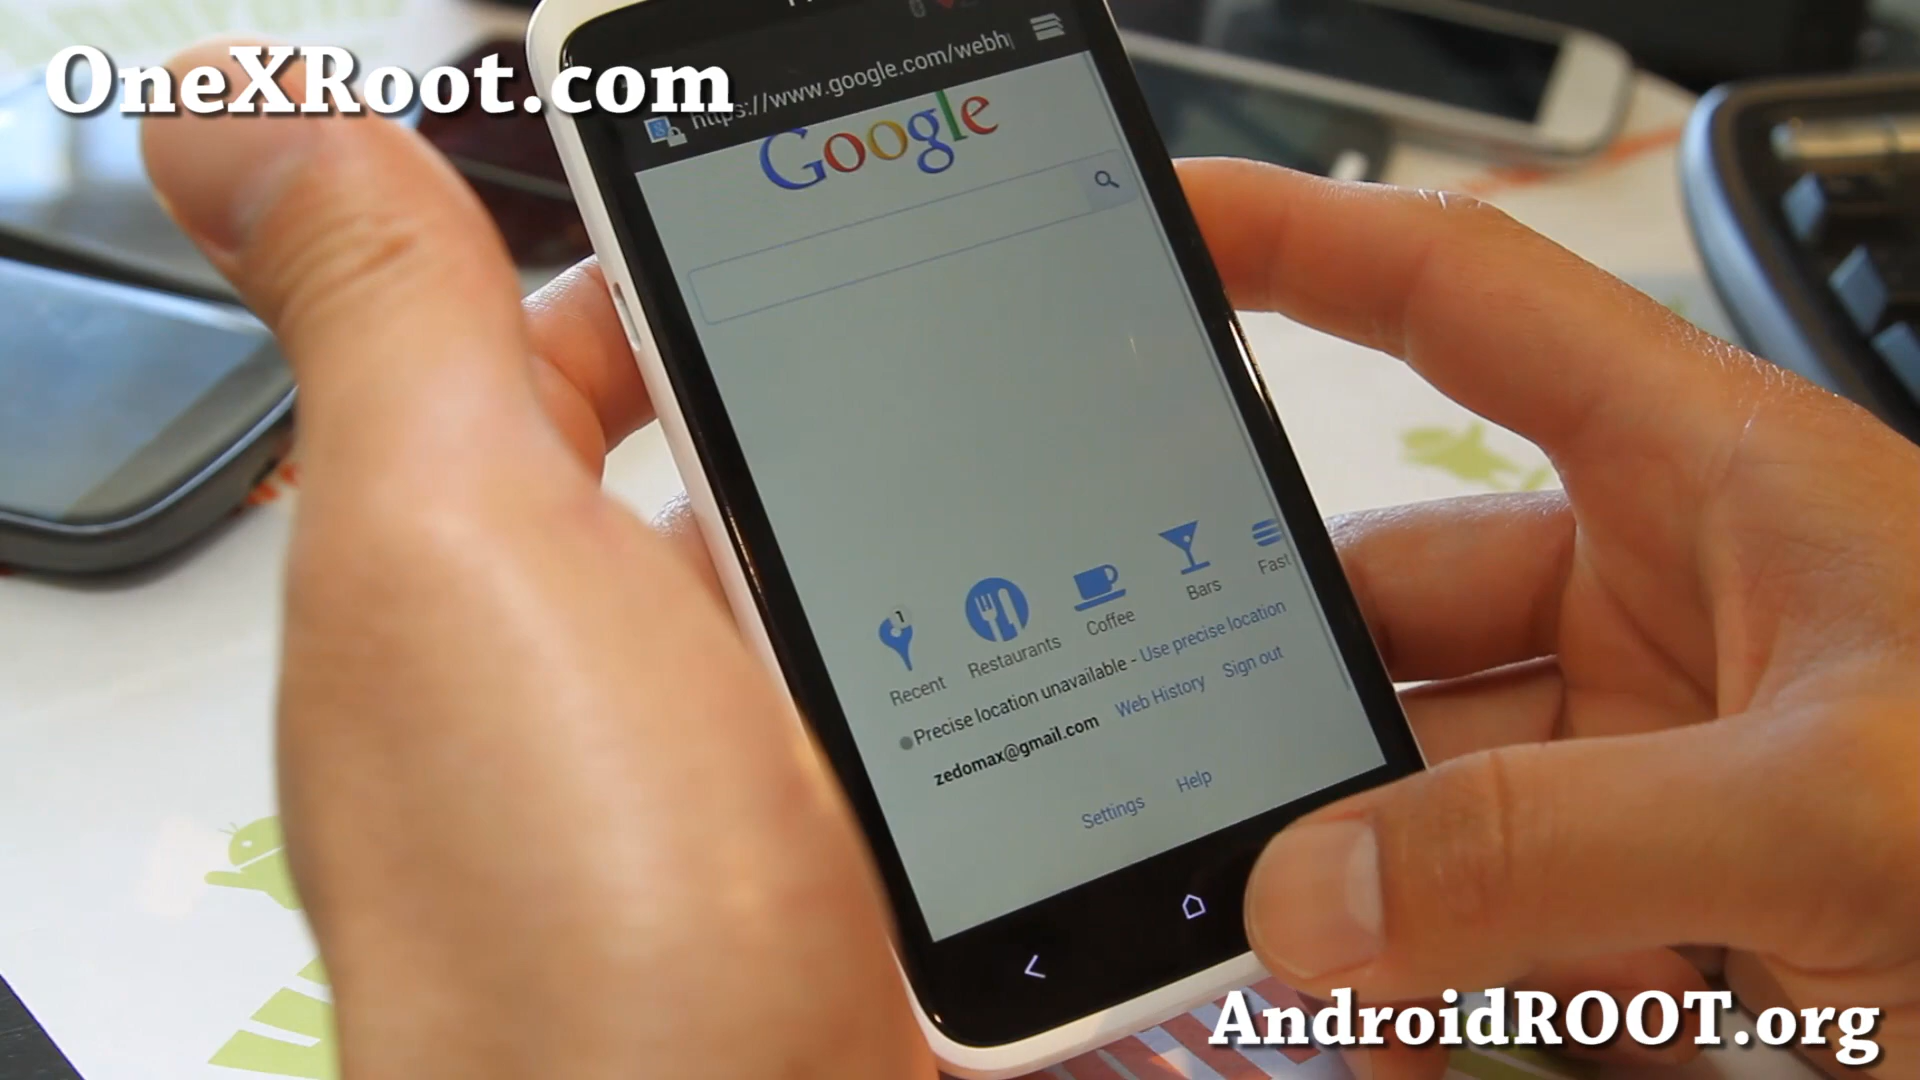 OneXRoot.com
https://www.google.com/webh
Google
1
Recent
Restaurants
Coffee
Bars
Fast
Precise location unavailable - Use precise location
zedomax@gmail.com Web History Sign out
Settings Help
AndroidROOT.org